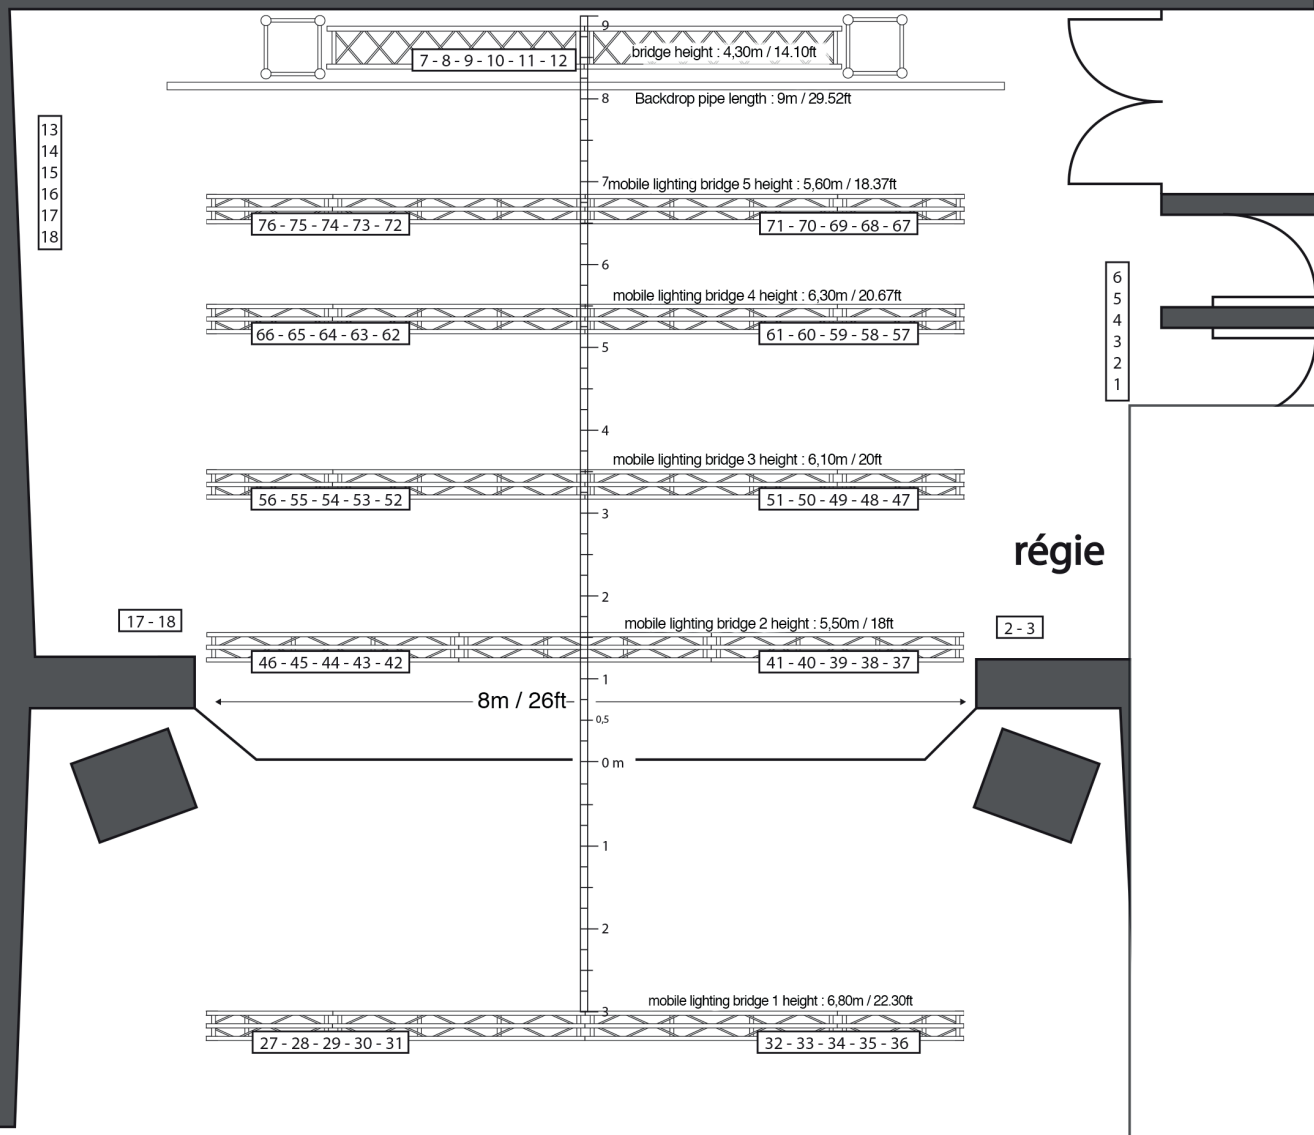 9
bridge height : 4,30m / 14.10ft
7 - 8 - 9 - 10 - 11 - 12
8
Backdrop pipe length : 9m / 29.52ft
13
14
15
16
17
18
7
mobile lighting bridge 5 height : 5,60m / 18.37ft
76 - 75 - 74 - 73 - 72
71 - 70 - 69 - 68 - 67
6
6
5
4
3
2
1
mobile lighting bridge 4 height : 6,30m / 20.67ft
66 - 65 - 64 - 63 - 62
61 - 60 - 59 - 58 - 57
5
4
mobile lighting bridge 3 height : 6,10m / 20ft
56 - 55 - 54 - 53 - 52
51 - 50 - 49 - 48 - 47
3
régie
2
17 - 18
mobile lighting bridge 2 height : 5,50m / 18ft
2 - 3
46 - 45 - 44 - 43 - 42
41 - 40 - 39 - 38 - 37
1
8m / 26ft
0,5
0 m
1
2
mobile lighting bridge 1 height : 6,80m / 22.30ft
3
27 - 28 - 29 - 30 - 31
32 - 33 - 34 - 35 - 36